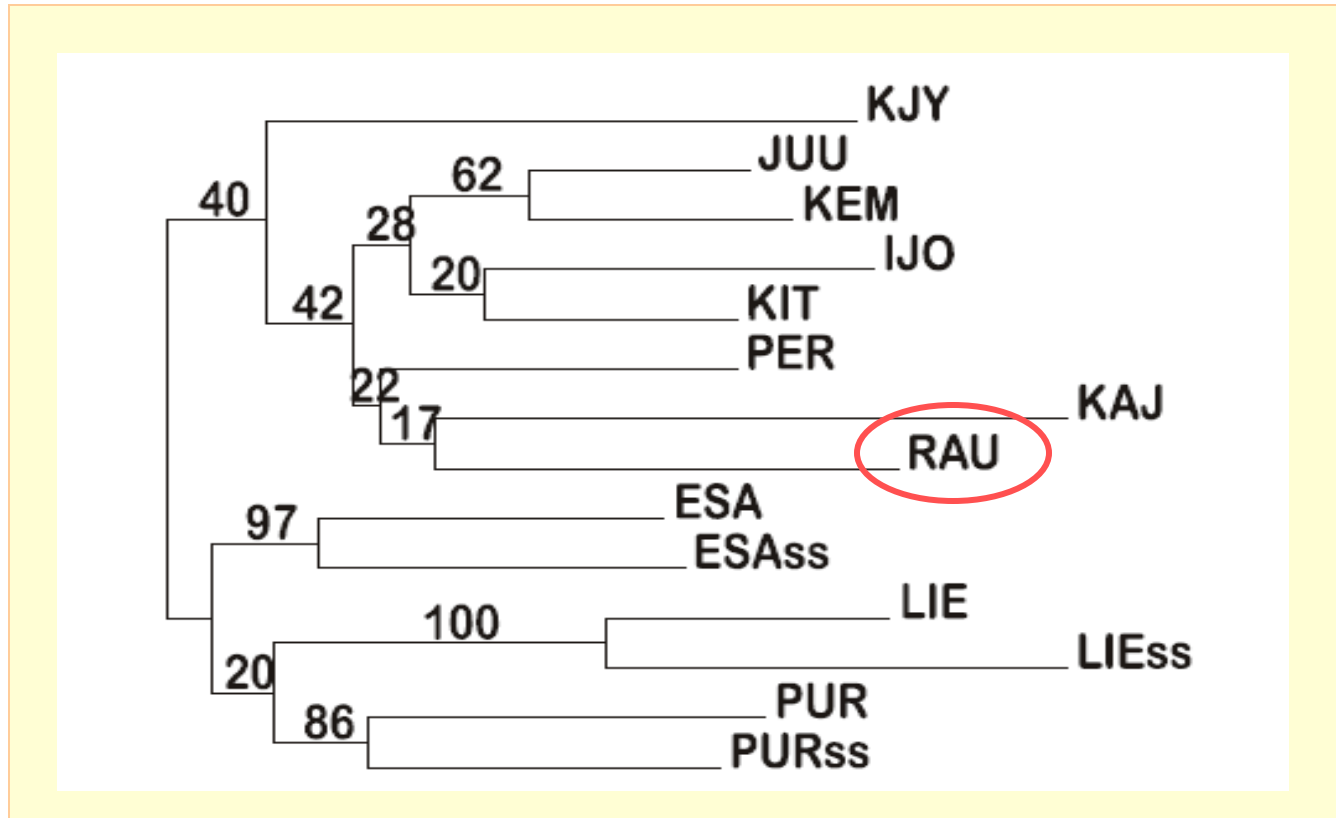 KJY
JUU
62
KEM
40
28
IJO
20
KIT
42
PER
22
KAJ
17
RAU
ESA
97
ESAss
LIE
100
LIEss
20
PUR
86
PURss